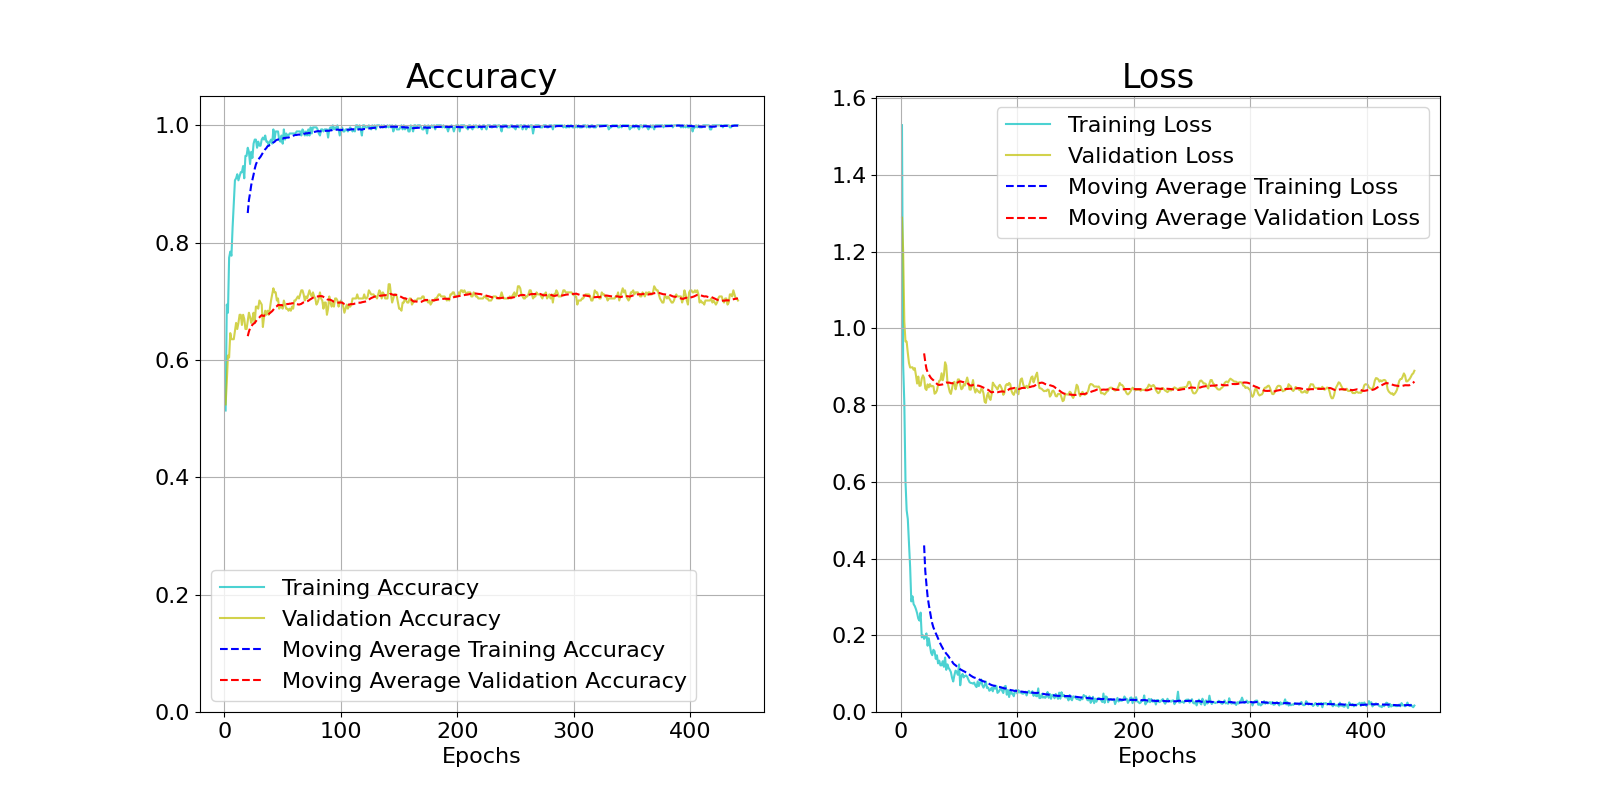 Accuracy
1.0
0.8
0.6
0.4
0.2
0.0
0
100
200
300
400
Epochs
Training Accuracy
Validation Accuracy
Moving Average Training Accuracy
Moving Average Validation Accuracy
Loss
1.6
1.4
1.2
1.0
0.8
0.6
0.4
0.2
0.0
0
100
200
300
400
Epochs
Training Loss
Validation Loss
Moving Average Training Loss
Moving Average Validation Loss